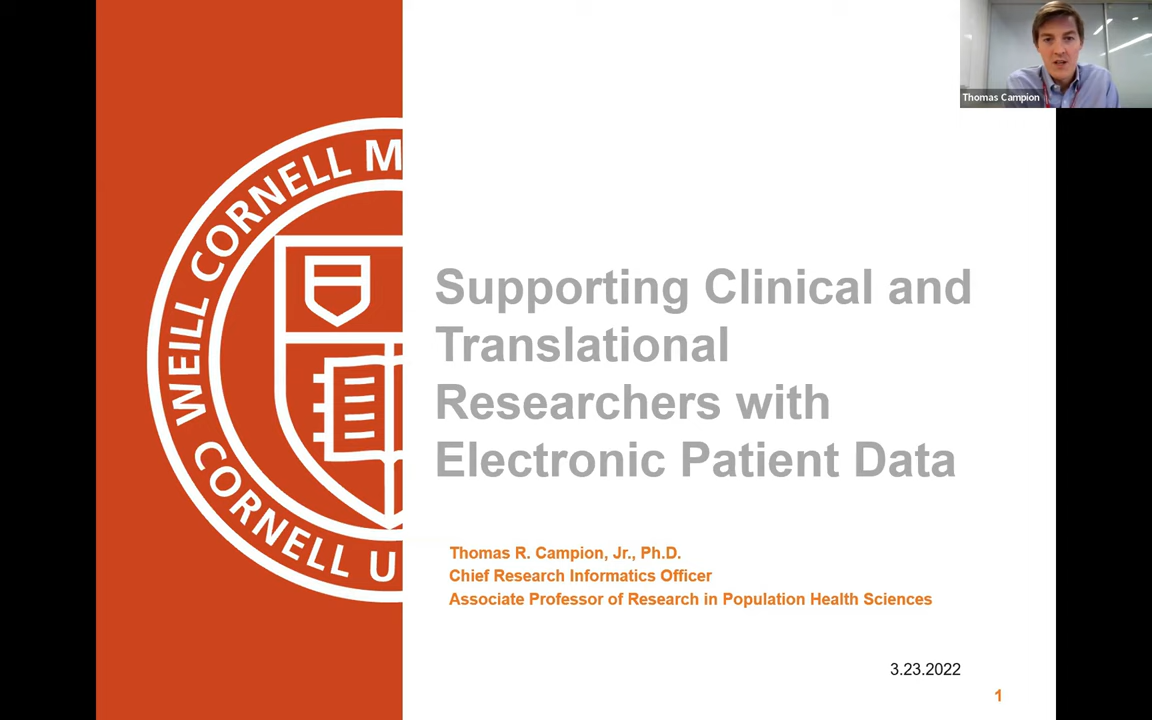 Thomas Campion
WEILL CORNELL M
CORNELL U
Supporting Clinical and
Translational
Researchers with
Electronic Patient Data
Thomas R. Campion, Jr., Ph.D.
Chief Research Informatics Officer
Associate Professor of Research in Population Health Sciences
3.23.2022
1